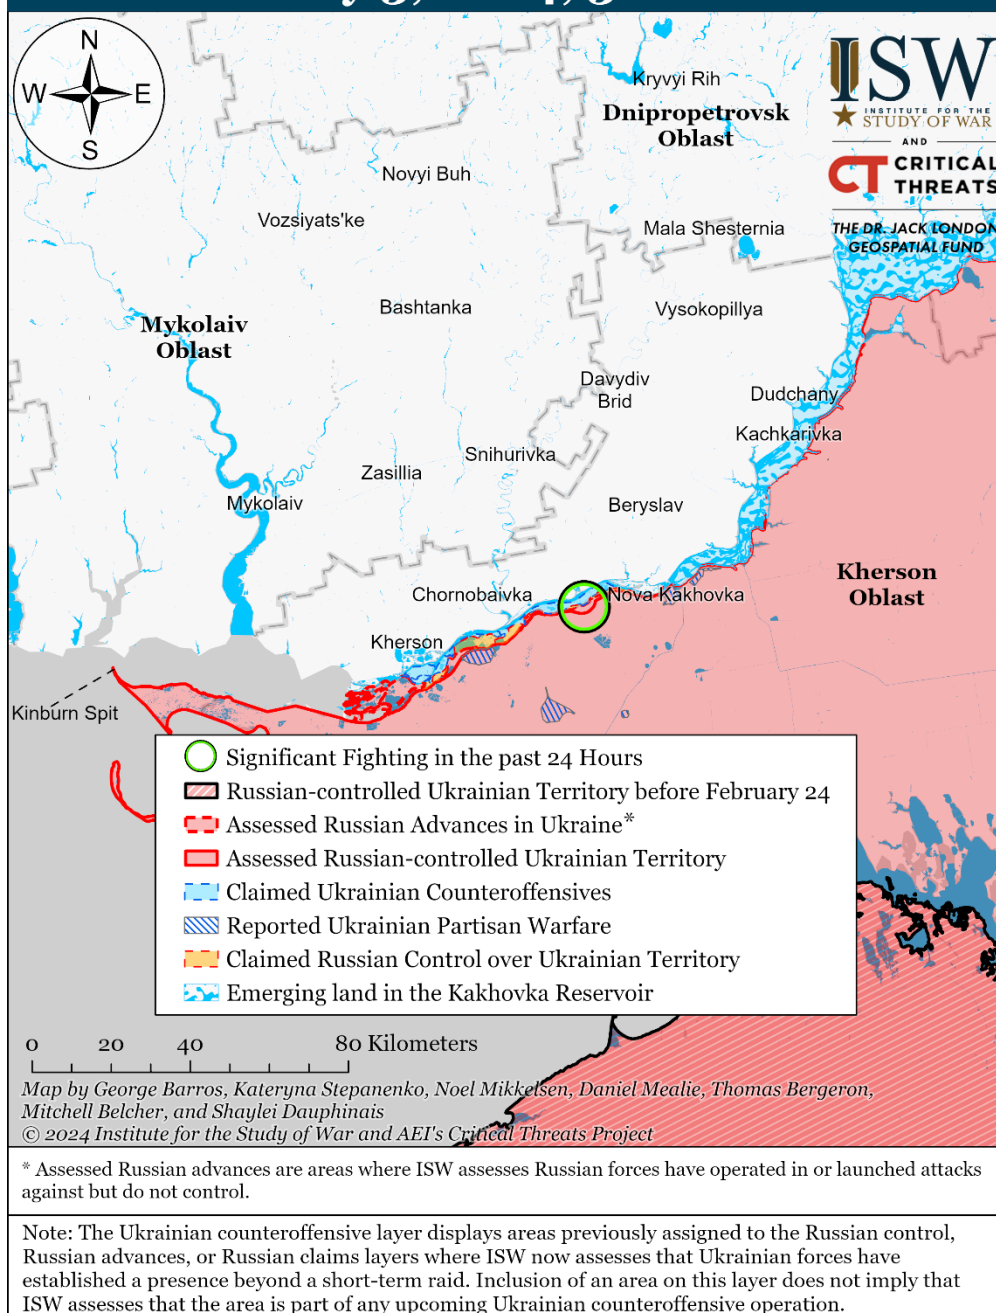 N
W E
S
Kryvyi Rih
Dnipropetrovsk
Oblast
ISW
INSTITUTE FOR THE
STUDY OF WAR
AND
CT CRITICAL
THREATS
THE DR. JACK LONDON
GEOSPATIAL FUND
Novyi Buh
Vozsiyats'ke
Mala Shesternia
Bashtanka
Vysokopillya
Mykolaiv
Oblast
Davydiv
Brid
Dudchany
Kachkarivka
Snihurivka
Zasillia
Mykolaiv
Beryslav
Kherson
Oblast
Chornobaivka
Nova Kakhovka
Kherson
Kinburn Spit
Significant Fighting in the past 24 Hours
Russian-controlled Ukrainian Territory before February 24
Assessed Russian Advances in Ukraine*
Assessed Russian-controlled Ukrainian Territory
Claimed Ukrainian Counteroffensives
Reported Ukrainian Partisan Warfare
Claimed Russian Control over Ukrainian Territory
Emerging land in the Kakhovka Reservoir
0 20 40 80 Kilometers
Map by George Barros, Kateryna Stepanenko, Noel Mikkelsen, Daniel Mealie, Thomas Bergeron,
Mitchell Belcher, and Shaylei Dauphinais
© 2024 Institute for the Study of War and AEI's Critical Threats Project
* Assessed Russian advances are areas where ISW assesses Russian forces have operated in or launched attacks
against but do not control.
Note: The Ukrainian counteroffensive layer displays areas previously assigned to the Russian control,
Russian advances, or Russian claims layers where ISW now assesses that Ukrainian forces have
established a presence beyond a short-term raid. Inclusion of an area on this layer does not imply that
ISW assesses that the area is part of any upcoming Ukrainian counteroffensive operation.